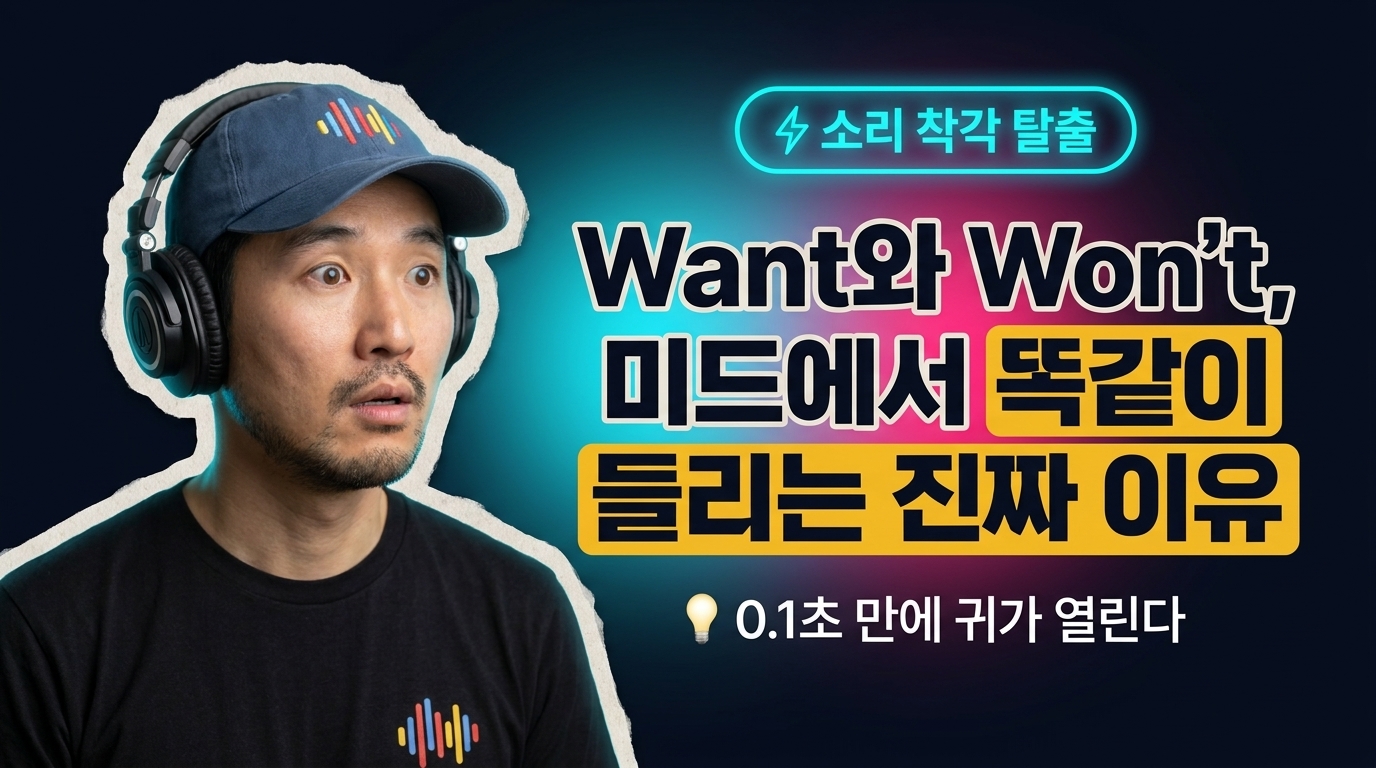 ⚡ 소리 착각 탈출
Want와 Won't,
미드에서 똑같이
들리는 진짜 이유
💡 0.1초 만에 귀가 열린다